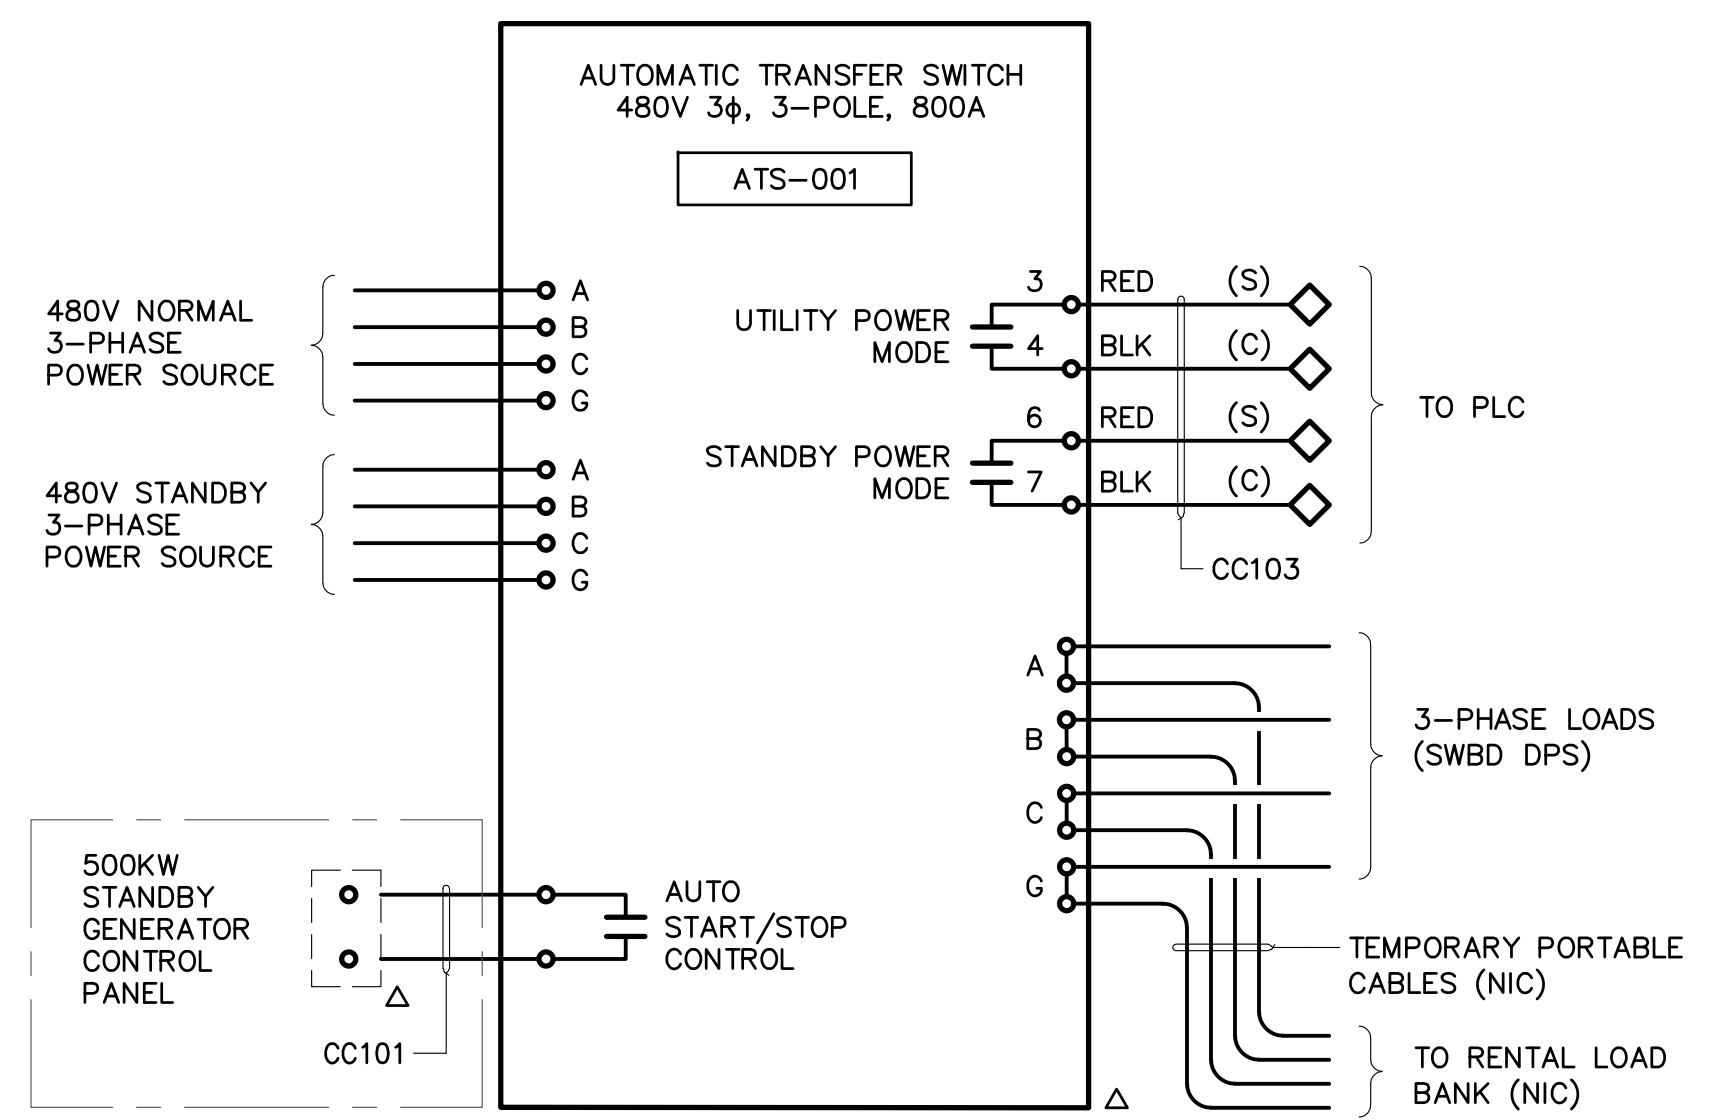 AUTOMATIC TRANSFER SWITCH
480V 3ϕ, 3-POLE, 800A
ATS-001
480V NORMAL
3-PHASE
POWER SOURCE
A
B
C
G
480V STANDBY
3-PHASE
POWER SOURCE
A
B
C
G
UTILITY POWER
MODE
3 RED (S)
4 BLK (C)
STANDBY POWER
MODE
6 RED (S)
7 BLK (C)
TO PLC
CC103
A
B
C
G
3-PHASE LOADS
(SWBD DPS)
TEMPORARY PORTABLE
CABLES (NIC)
TO RENTAL LOAD
BANK (NIC)
500KW
STANDBY
GENERATOR
CONTROL
PANEL
CC101
AUTO
START/STOP
CONTROL